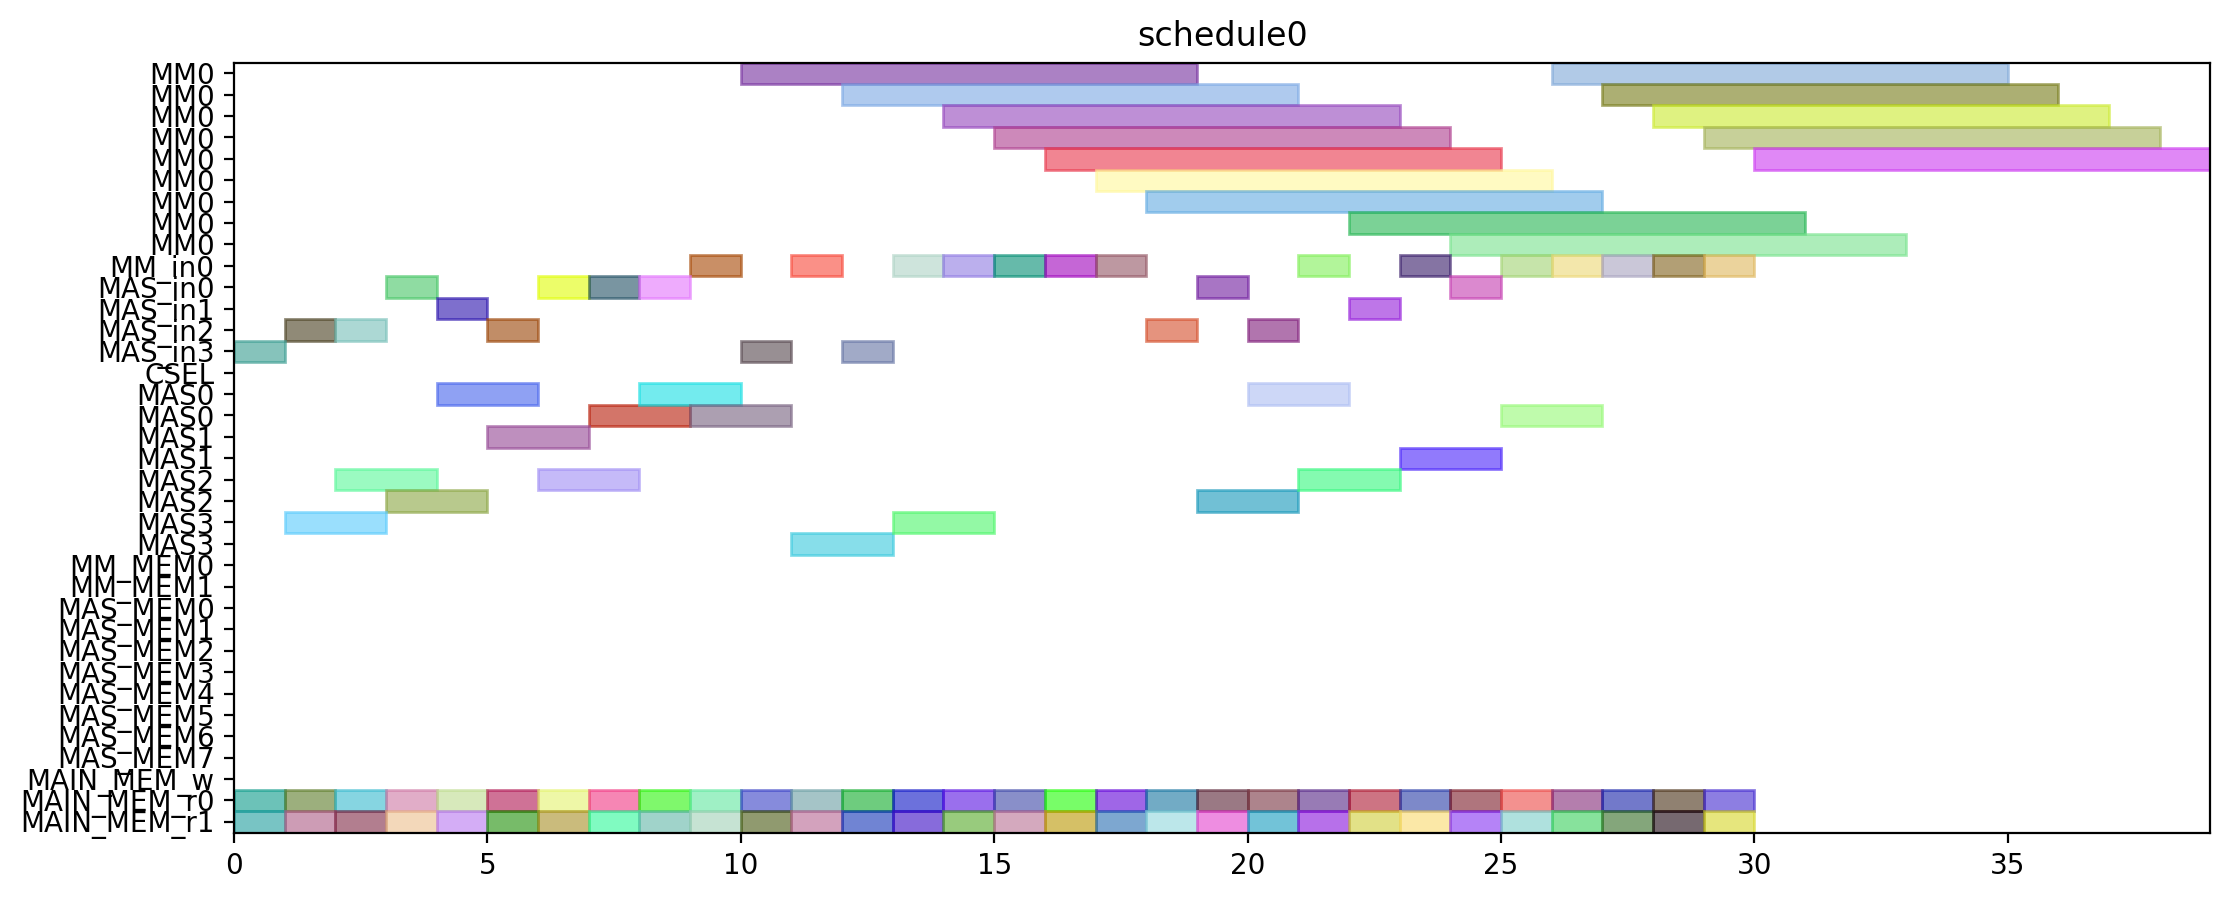 schedule0
MM0
MM0
MM0
MM0
MM0
MM0
MM0
MM0
MM0
MM_in0
MAS_in0
MAS_in1
MAS_in2
MAS_in3
CSEL
MAS0
MAS0
MAS1
MAS1
MAS2
MAS2
MAS3
MAS3
MM_MEM0
MM_MEM1
MAS_MEM0
MAS_MEM1
MAS_MEM2
MAS_MEM3
MAS_MEM4
MAS_MEM5
MAS_MEM6
MAS_MEM7
MAIN_MEM_w
MAIN_MEM_r0
MAIN_MEM_r1
0 5 10 15 20 25 30 35